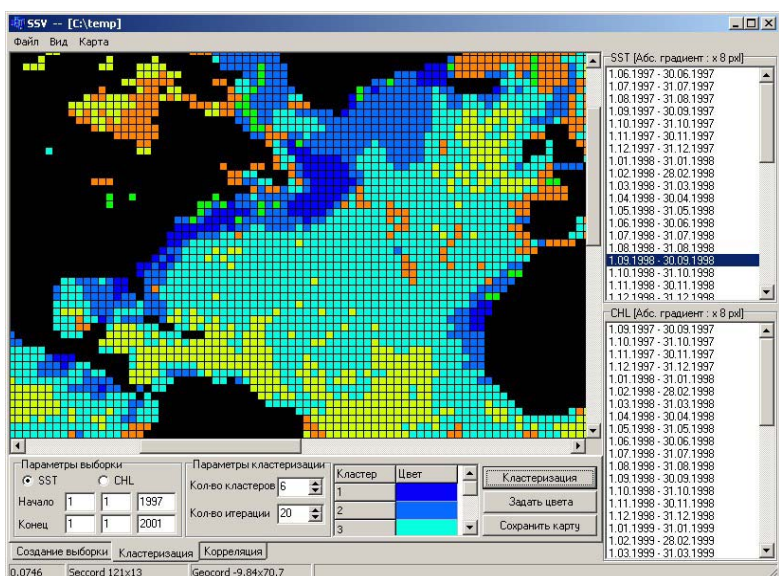 SSV -- [C:\temp]
Файл Вид Карта
SST [Абс. градиент : x 8 pxl]
1.06.1997 - 30.06.1997
1.07.1997 - 31.07.1997
1.08.1997 - 31.08.1997
1.09.1997 - 30.09.1997
1.10.1997 - 31.10.1997
1.11.1997 - 30.11.1997
1.12.1997 - 31.12.1997
1.01.1998 - 31.01.1998
1.02.1998 - 28.02.1998
1.03.1998 - 31.03.1998
1.04.1998 - 30.04.1998
1.05.1998 - 31.05.1998
1.06.1998 - 30.06.1998
1.07.1998 - 31.07.1998
1.08.1998 - 31.08.1998
1.09.1998 - 30.09.1998
1.10.1998 - 31.10.1998
1.11.1998 - 30.11.1998
1.12.1998 - 31.12.1998
CHL [Абс. градиент : x 8 pxl]
1.09.1997 - 30.09.1997
1.10.1997 - 31.10.1997
1.11.1997 - 30.11.1997
1.12.1997 - 31.12.1997
1.01.1998 - 31.01.1998
1.02.1998 - 28.02.1998
1.03.1998 - 31.03.1998
1.04.1998 - 30.04.1998
1.05.1998 - 31.05.1998
1.06.1998 - 30.06.1998
1.07.1998 - 31.07.1998
1.08.1998 - 31.08.1998
1.09.1998 - 30.09.1998
1.10.1998 - 31.10.1998
1.11.1998 - 30.11.1998
1.12.1998 - 31.12.1998
1.01.1999 - 31.01.1999
1.02.1999 - 28.02.1999
1.03.1999 - 31.03.1999
Параметры выборки
SST CHL
Начало 1 1 1997
Конец 1 1 2001
Параметры кластеризации
Кол-во кластеров 6
Кол-во итерации 20
Кластер Цвет
1
2
3
Кластеризация
Задать цвета
Сохранить карту
Создание выборки Кластеризация Корреляция
0.0746 Seccord 121x13 Geocord -9.84x70.7